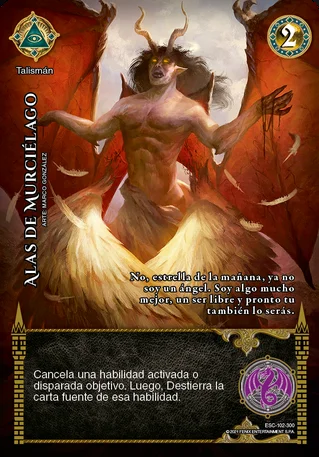 2
Talismán
ALAS DE MURCIÉLAGO
ARTE MARCO GONZALEZ
No, estrella de la mañana, ya no
soy un ángel. Soy algo mucho
mejor, un ser libre y pronto tu
también lo serás.
Cancela una habilidad activada o
disparada objetivo. Luego, Destierra la
carta fuente de esa habilidad.
ESC-102-300
©2021 FENIX ENTERTAINMENT S.P.A.